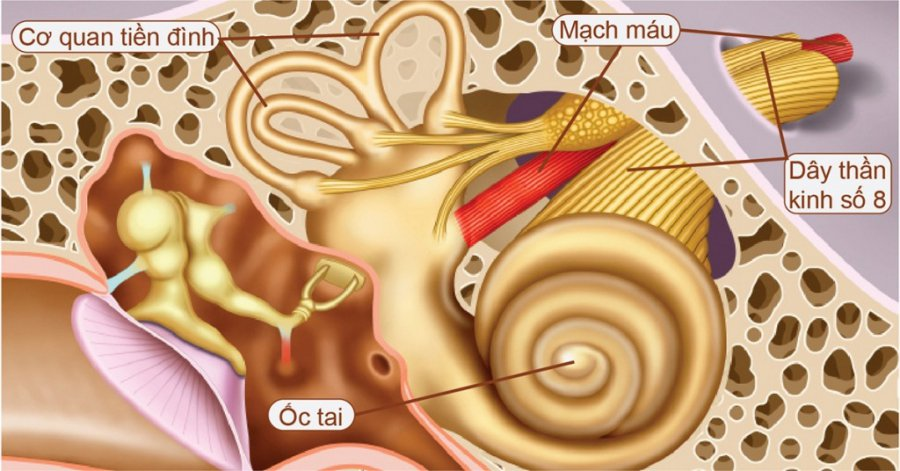 Cơ quan tiền đình
Mạch máu
Dây thần
kinh số 8
Ốc tai